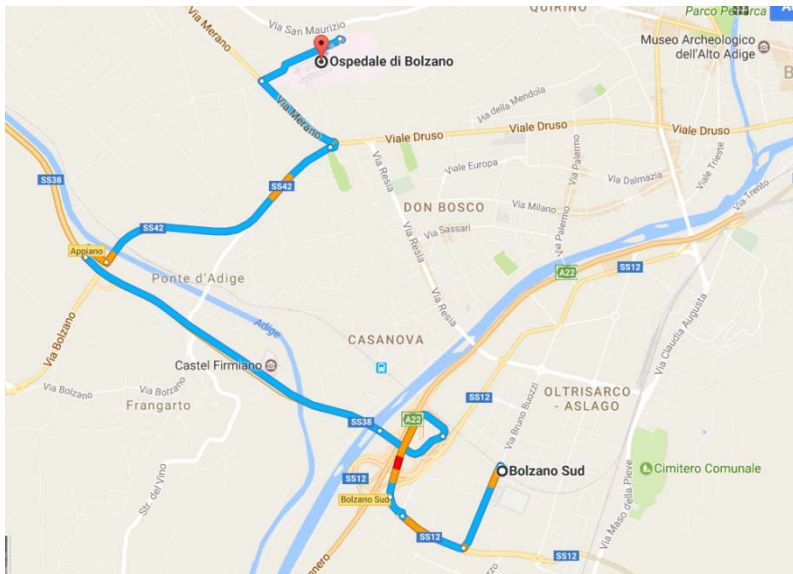 Via San Maurizio
QUIRINO
Parco Petrarca
Via Merano
Museo Archeologico
dell'Alto Adige
Ospedale di Bolzano
Via della Mendola
Via Merano
Viale Druso
Viale Druso
Viale Druso
Via Resia
Viale Europa
Via Palermo
Viale Trieste
Via Dalmazia
Via Trento
SS38
SS42
DON BOSCO
Via Milano
Via Palermo
Via Sassari
SS42
Appiano
A22
SS12
Ponte d'Adige
Via Resia
Via Claudia Augusta
Via Bolzano
Adige
CASANOVA
Castel Firmiano
Via Bolzano
Via Bolzano
Frangarto
SS12
OLTRISARCO
- ASLAGO
Via Bruno Buozzi
A22
SS38
Str. del Vino
SS12
Bolzano Sud
Cimitero Comunale
Bolzano Sud
Via Maso della Pieve
SS12
SS12